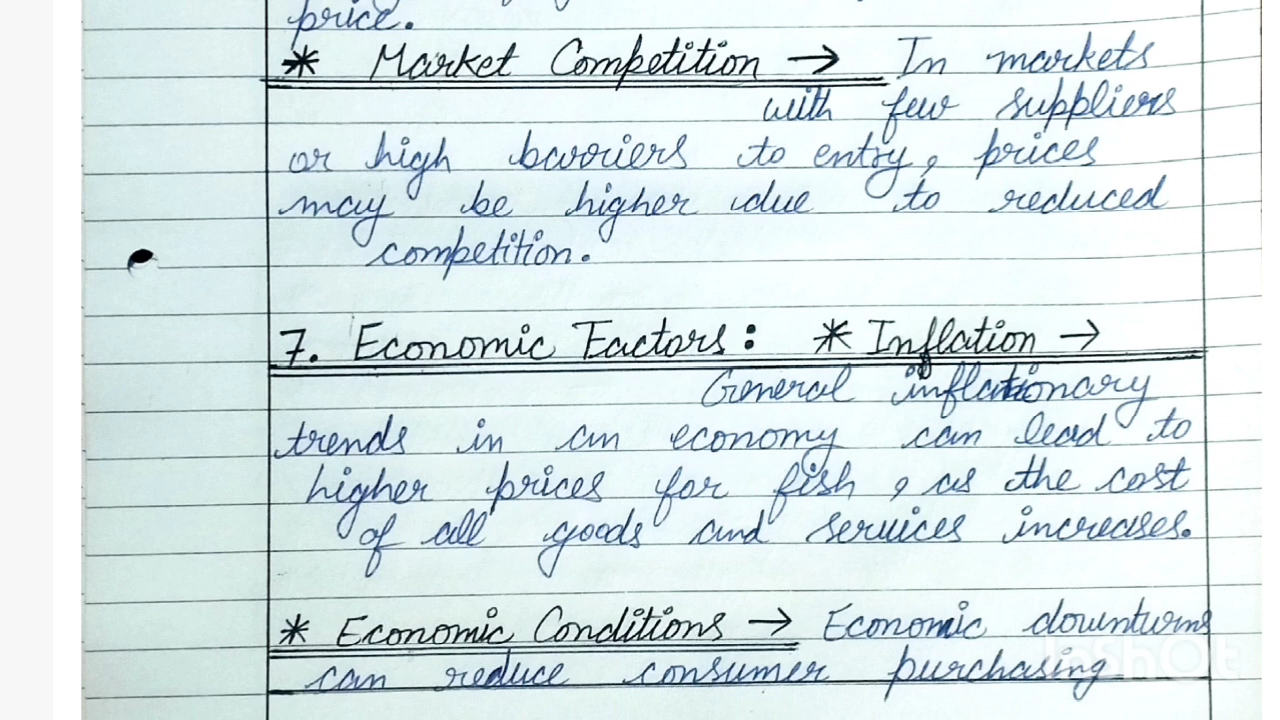 price.
* Market Competition → In markets
with few suppliers
or high barriers to entry, prices
may be higher due to reduced
competition.
7. Economic Factors: * Inflation →
General inflationary
trends in an economy can lead to
higher prices for fish, as the cost
of all goods and services increases.
* Economic Conditions → Economic downturns
can reduce consumer purchasing